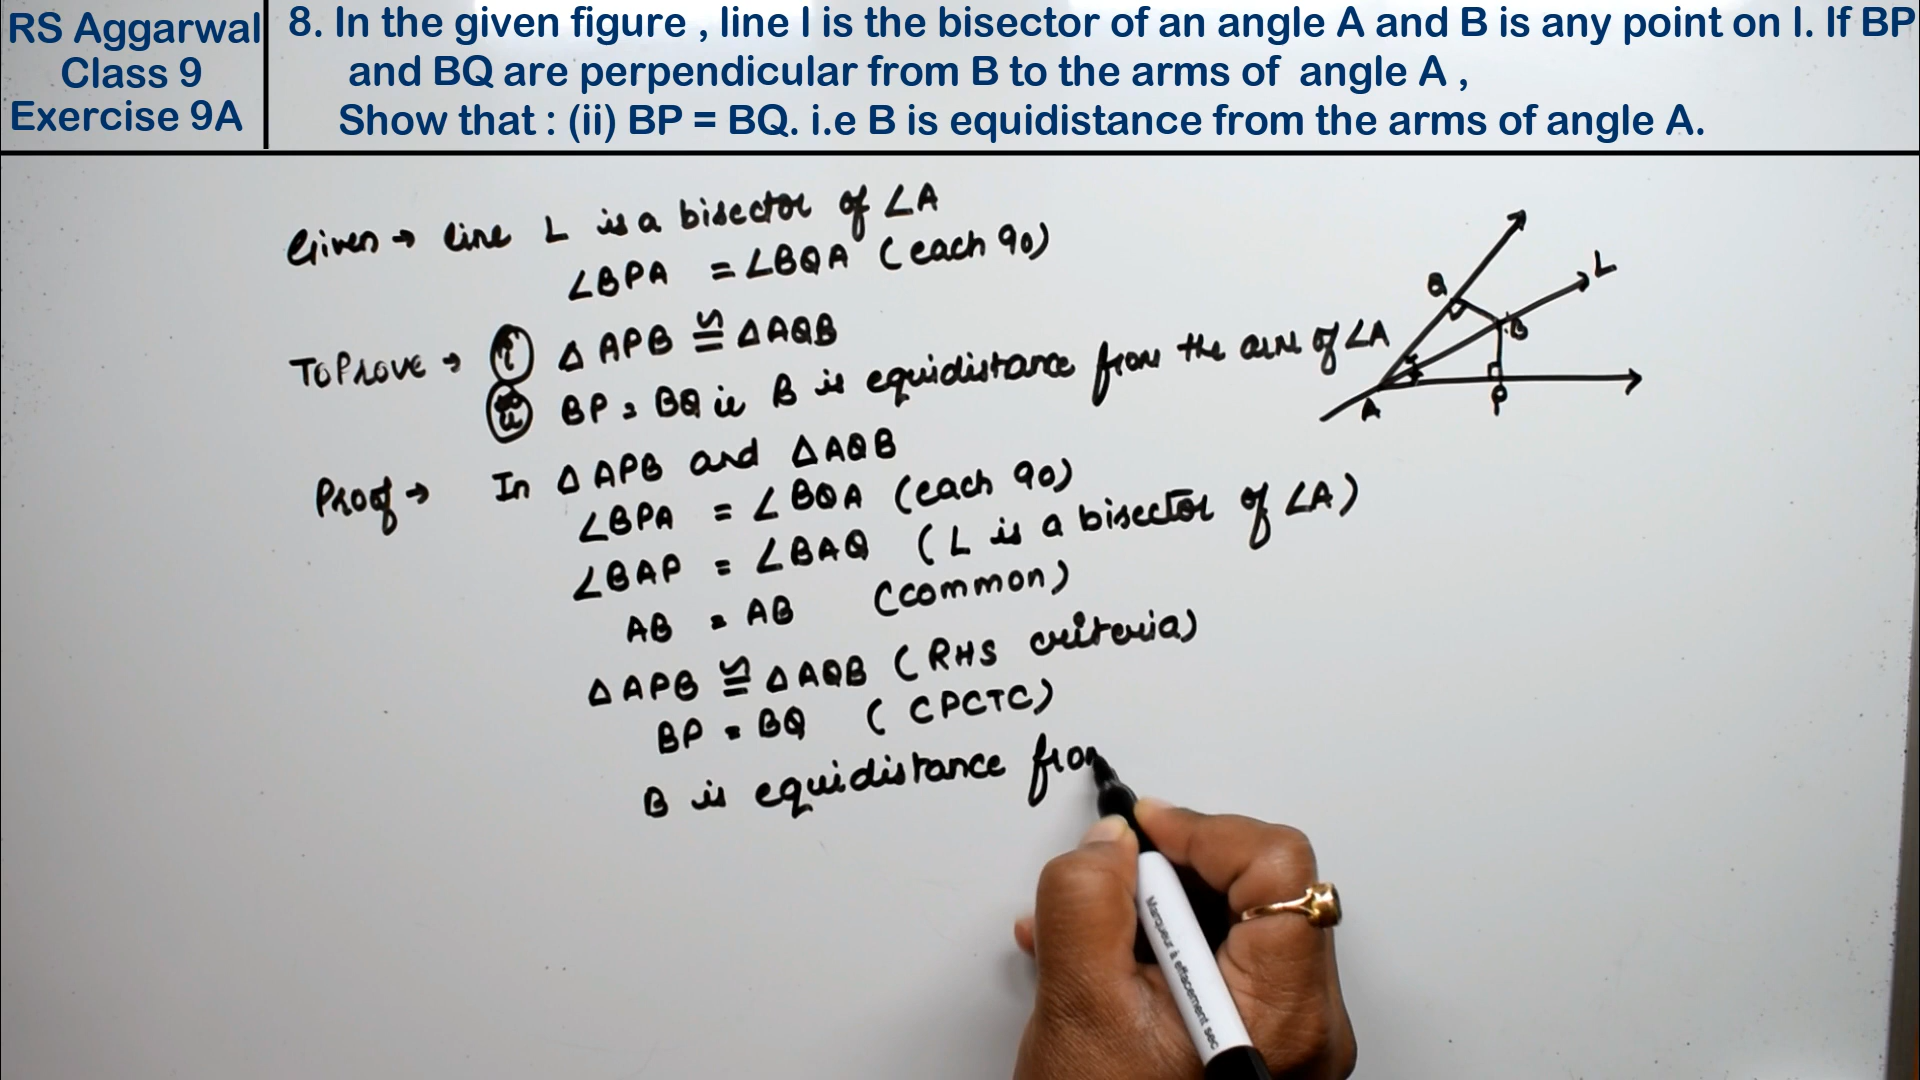 RS Aggarwal
Class 9
Exercise 9A
8. In the given figure , line l is the bisector of an angle A and B is any point on l. If BP
and BQ are perpendicular from B to the arms of angle A ,
Show that : (ii) BP = BQ. i.e B is equidistance from the arms of angle A.
Given → line L is a bisector of ∠A
∠BPA = ∠BQA (each 90)
To Prove → (i) Δ APB ≅ Δ AQB
(ii) BP = BQ ie B is equidistance from the arm of ∠A
Proof → In Δ APB and Δ AQB
∠BPA = ∠BQA (each 90)
∠BAP = ∠BAQ (L is a bisector of ∠A)
AB = AB (common)
Δ APB ≅ Δ AQB (RHS criteria)
BP = BQ (CPCTC)
B is equidistance from
L
Q
B
A
P
Marqueur à effacement sec